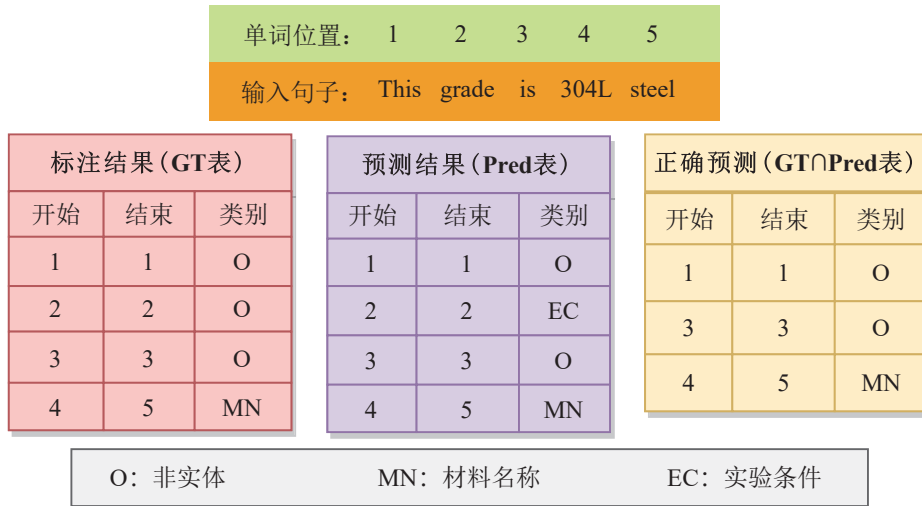 单词位置： 1 2 3 4 5
输入句子： This grade is 304L steel
标注结果（GT表）
开始 结束 类别
1 1 O
2 2 O
3 3 O
4 5 MN
预测结果（Pred表）
开始 结束 类别
1 1 O
2 2 EC
3 3 O
4 5 MN
正确预测（GT∩Pred表）
开始 结束 类别
1 1 O
3 3 O
4 5 MN
O：非实体 MN：材料名称 EC：实验条件